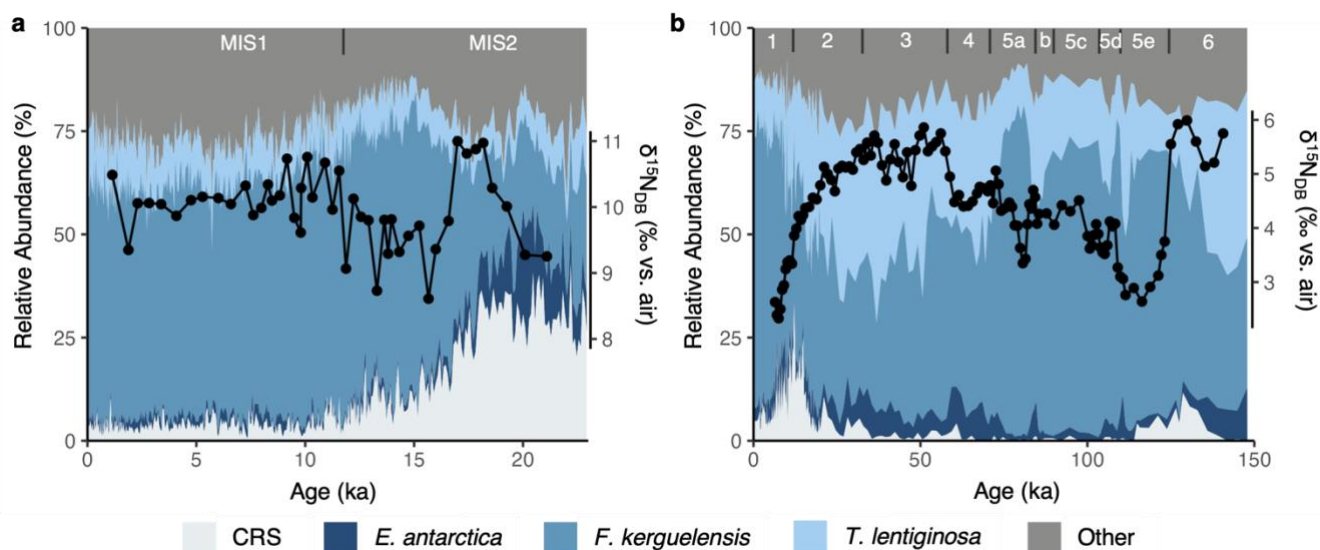 a
b
MIS1 MIS2
1 2 3 4 5a b 5c 5d 5e 6
100
75
50
25
0
Relative Abundance (%)
0 5 10 15 20
Age (ka)
11
10
9
8
δ15NDB (‰ vs. air)
100
75
50
25
0
Relative Abundance (%)
0 50 100 150
Age (ka)
6
5
4
3
δ15NDB (‰ vs. air)
CRS E. antarctica F. kerguelensis T. lentiginosa Other